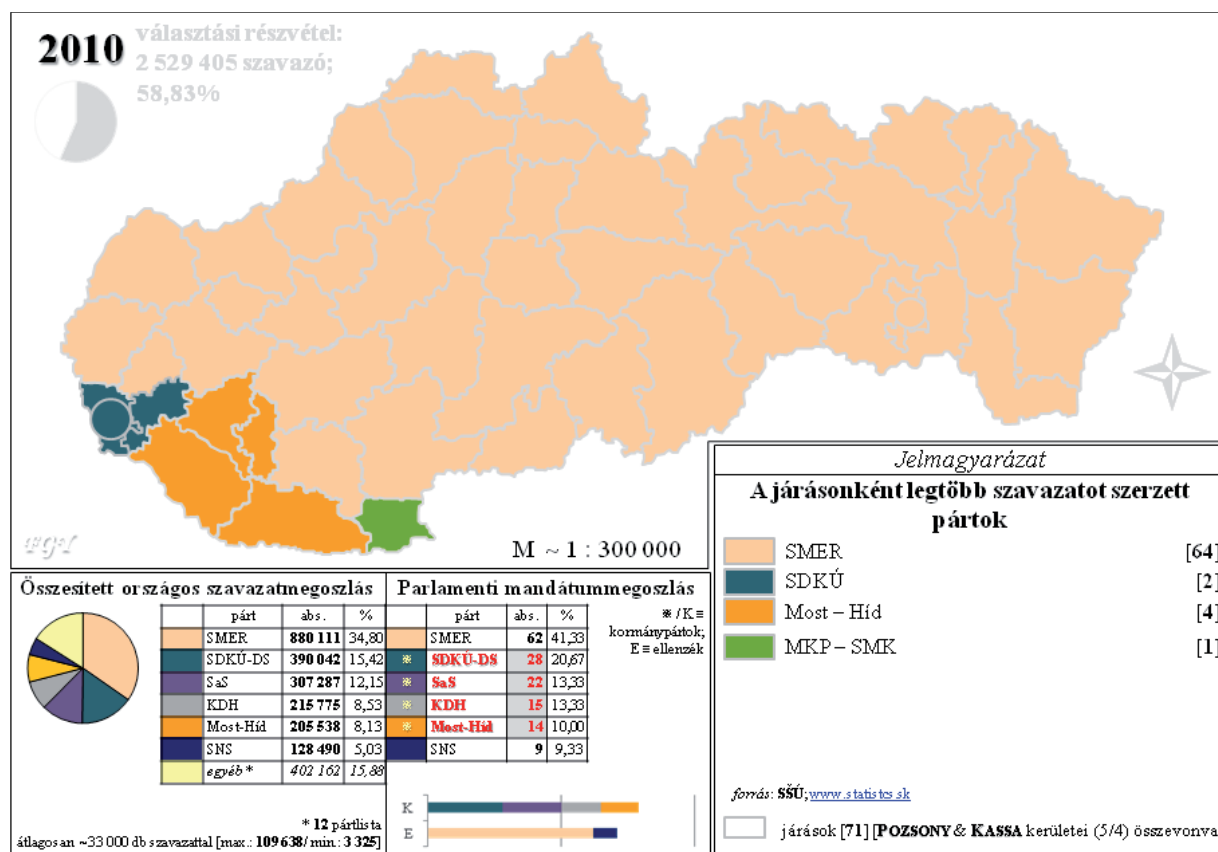 2010
választási részvétel:
2 529 405 szavazó;
58,83%
M ~ 1 : 300 000
Jelmagyarázat
A járásonként legtöbb szavazatot szerzett
pártok
SMER [64]
SDKÚ [2]
Most – Híd [4]
MKP – SMK [1]
forrás: SŠÚ; www.statistcs.sk
járások [71] [POZSONY & KASSA kerületei (5/4) összevonva
Összesített országos szavazatmegoszlás
párt abs. %
SMER 880 111 34,80
SDKÚ-DS 390 042 15,42
SaS 307 287 12,15
KDH 215 775 8,53
Most-Híd 205 538 8,13
SNS 128 490 5,03
egyéb * 402 162 15,88
* 12 pártlista
átlagosan ~33 000 db szavazattal [max.: 109 638/ min.: 3 325]
Parlamenti mandátummegoszlás
párt abs. %
SMER 62 41,33
※ SDKÚ-DS 28 20,67
※ SaS 22 13,33
※ KDH 15 13,33
※ Most-Híd 14 10,00
SNS 9 9,33
※ / K ≡
kormánypártok;
E ≡ ellenzék
K
E